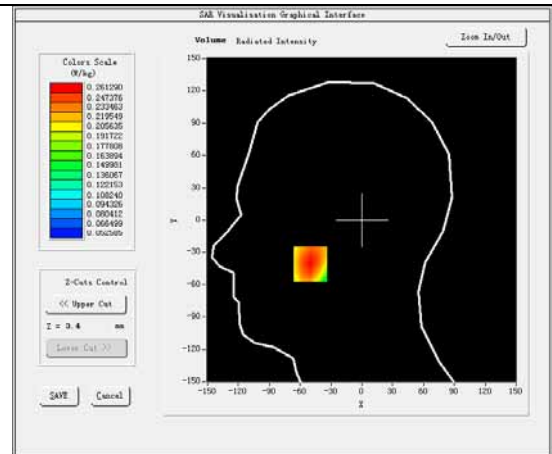 SAR Visualisation Graphical Interface
Volume Radiated Intensity
Zoom In/Out
Colors Scale
(W/kg)
0.261290
0.247376
0.233463
0.219549
0.205635
0.191722
0.177808
0.163894
0.149981
0.136067
0.122153
0.108240
0.094326
0.080412
0.066499
0.052585
Z-Cuts Control
<< Upper Cut
Z = 3.4 mm
Lower Cut >>
SAVE
Cancel
150
120
90
60
30
0
-30
-60
-90
-120
-150
Y
-150 -120 -90 -60 -30 0 30 60 90 120 150
X